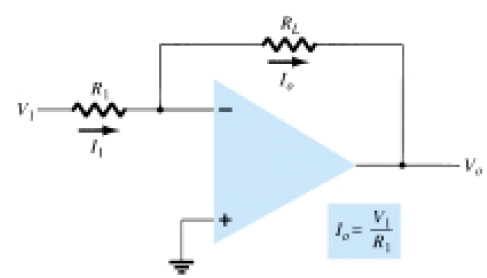 R_L
I_o
R_1
V_1
I_1
−
+
V_o
I_o = V_1 / R_1